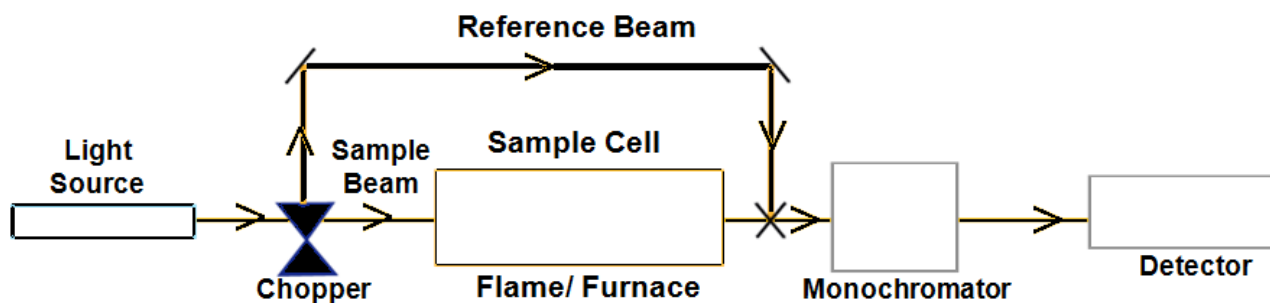 Reference Beam
Light
Source
Sample
Beam
Sample Cell
Chopper
Flame/ Furnace
Monochromator
Detector